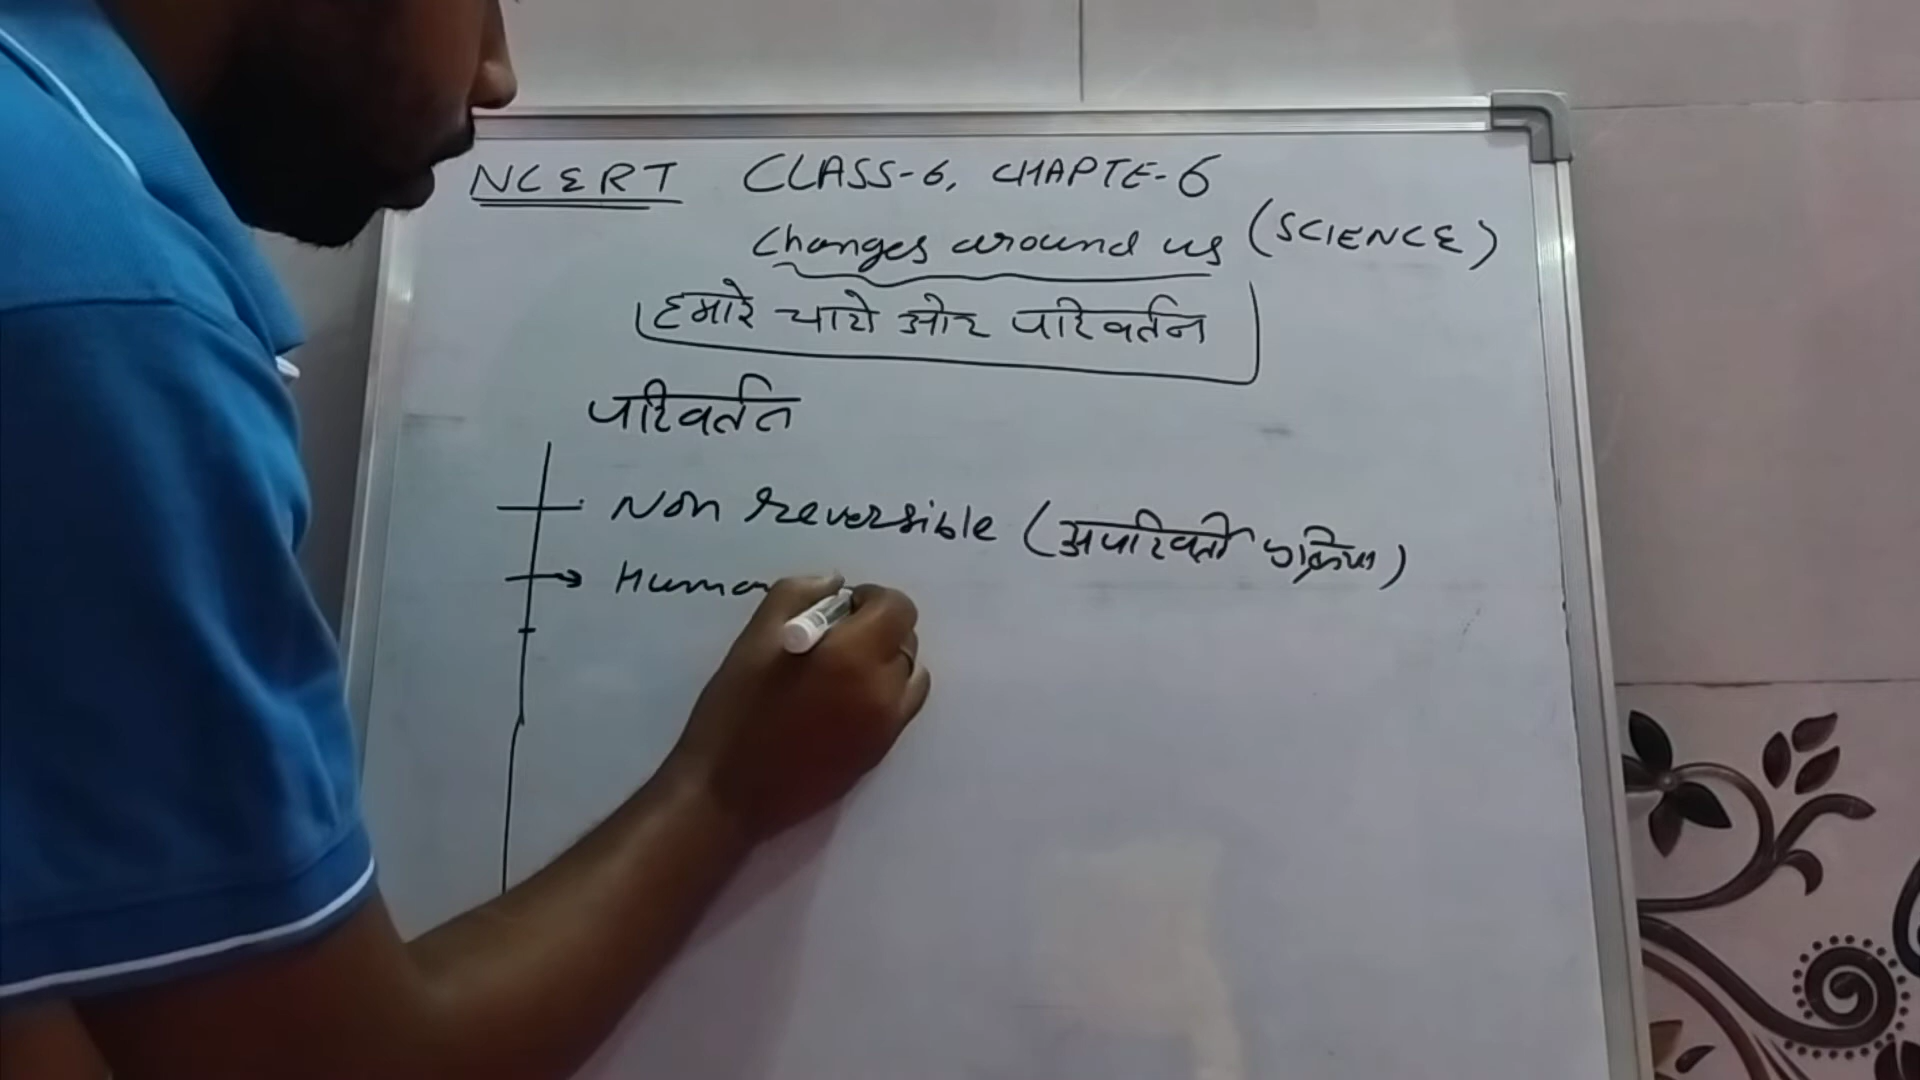 NCERT CLASS-6, CHAPTE-6
Changes around us (SCIENCE)
हमारे चारो ओर परिवर्तन
परिवर्तन
Non reversible (अपरिवर्ती प्रक्रिया)
Huma